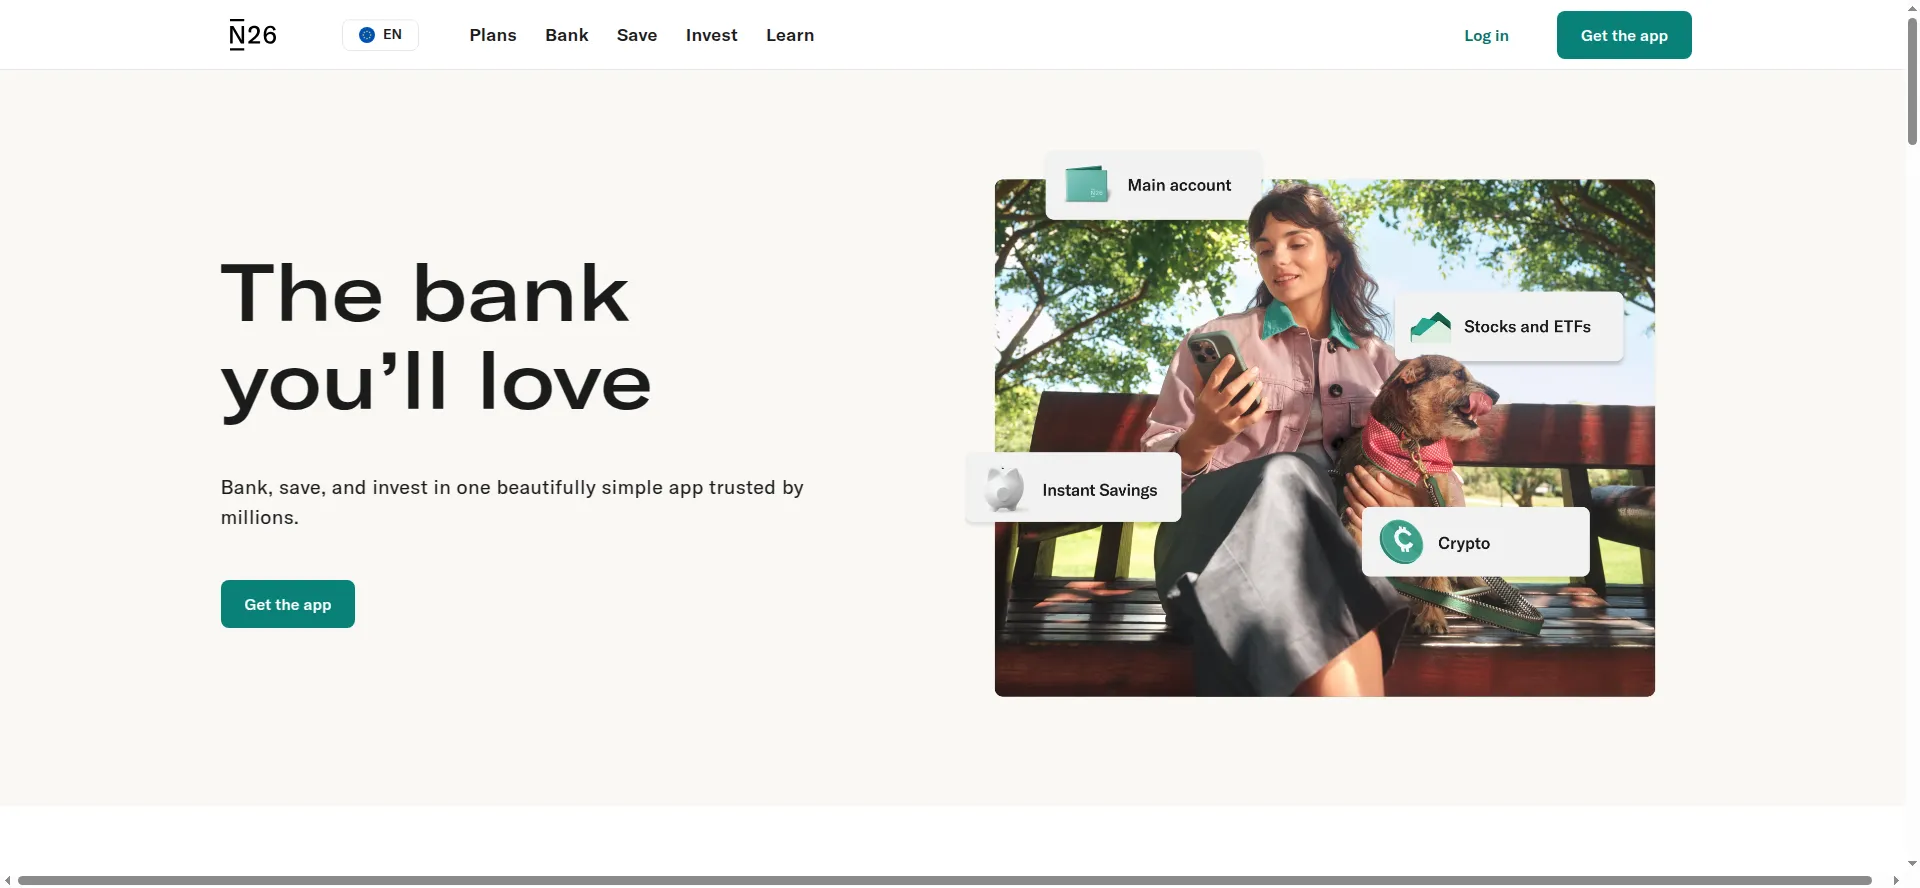 N26
EN
Plans
Bank
Save
Invest
Learn
Log in
Get the app
The bank
you’ll love
Bank, save, and invest in one beautifully simple app trusted by
millions.
Get the app
Main account
Stocks and ETFs
Instant Savings
Crypto